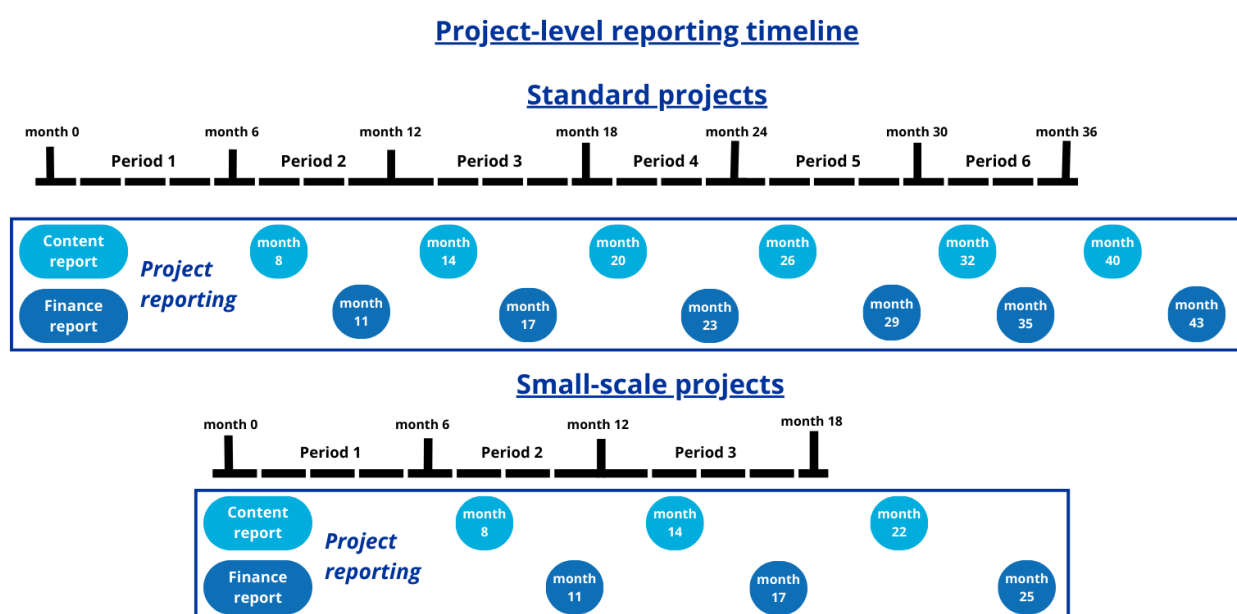 Project-level reporting timeline
Standard projects
month 0 month 6 month 12 month 18 month 24 month 30 month 36
Period 1 Period 2 Period 3 Period 4 Period 5 Period 6
Content
report
Project
reporting
month
8
month
14
month
20
month
26
month
32
month
40
Finance
report
month
11
month
17
month
23
month
29
month
35
month
43
Small-scale projects
month 0 month 6 month 12 month 18
Period 1 Period 2 Period 3
Content
report
Project
reporting
month
8
month
14
month
22
Finance
report
month
11
month
17
month
25